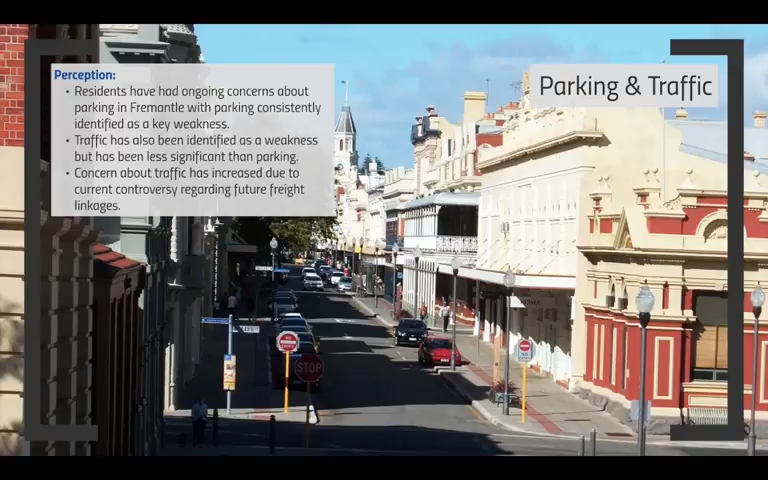 Parking & Traffic
Perception:
• Residents have had ongoing concerns about
parking in Fremantle with parking consistently
identified as a key weakness.
• Traffic has also been identified as a weakness
but has been less significant than parking.
• Concern about traffic has increased due to
current controversy regarding future freight
linkages.
STOP